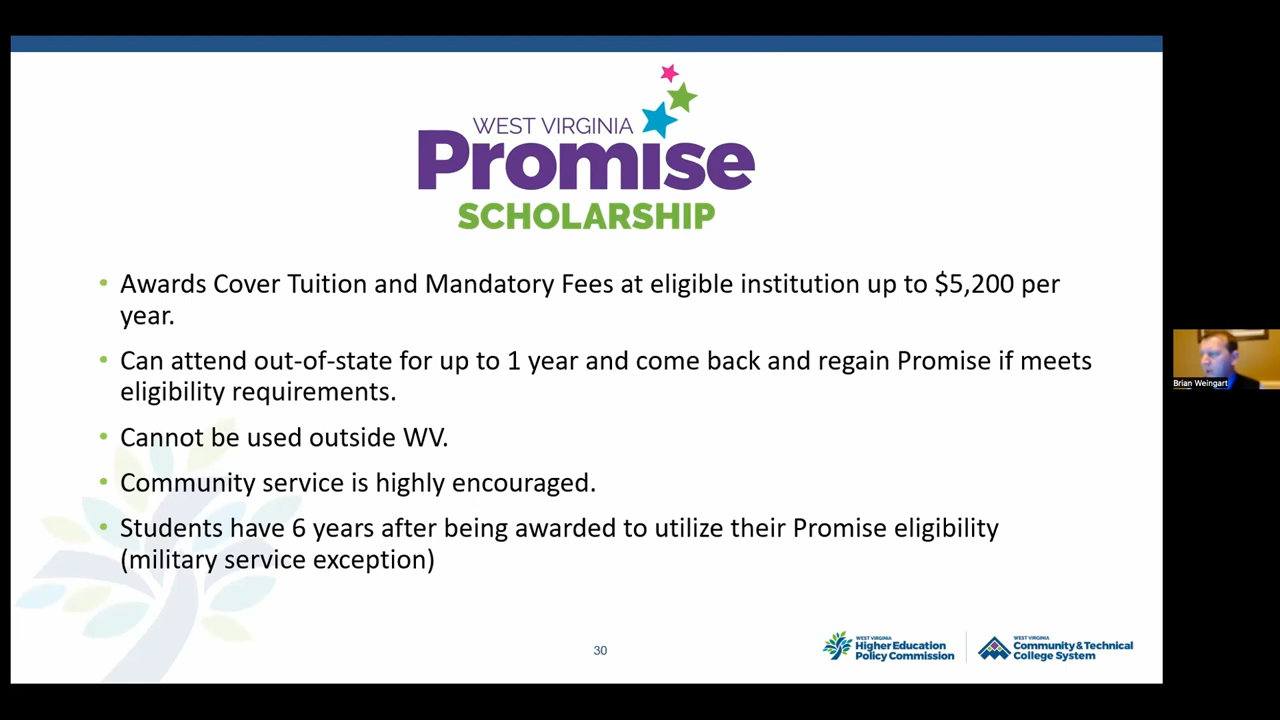 WEST VIRGINIA
Promise
SCHOLARSHIP
• Awards Cover Tuition and Mandatory Fees at eligible institution up to $5,200 per
year.
• Can attend out-of-state for up to 1 year and come back and regain Promise if meets
eligibility requirements.
• Cannot be used outside WV.
• Community service is highly encouraged.
• Students have 6 years after being awarded to utilize their Promise eligibility
(military service exception)
Brian Weingart
30
WEST VIRGINIA
Higher Education
Policy Commission
WEST VIRGINIA
Community & Technical
College System